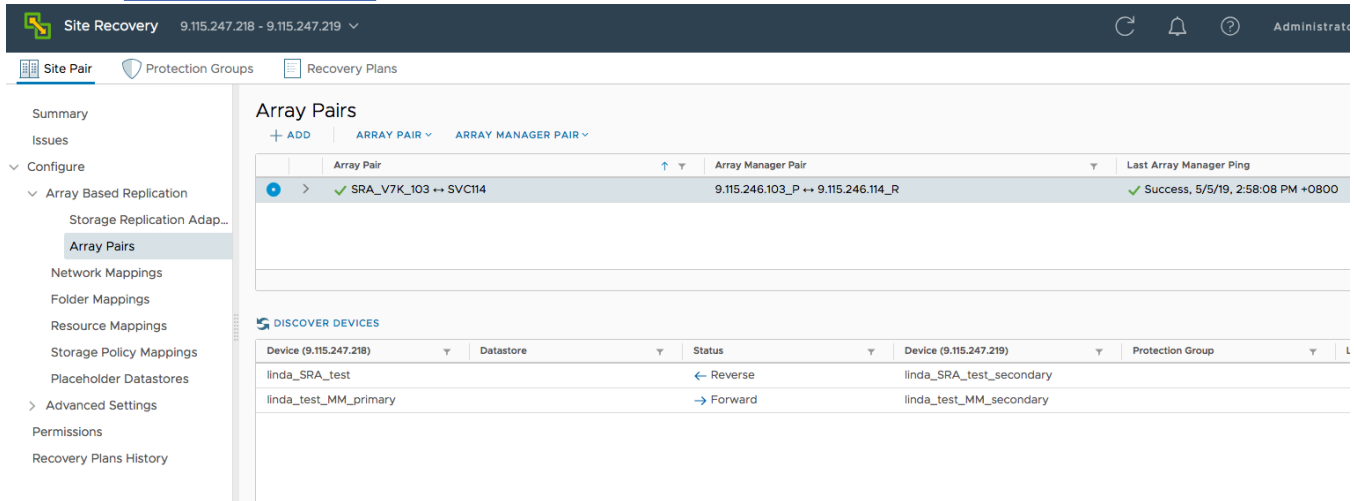 Site Recovery 9.115.247.218 - 9.115.247.219
Site Pair Protection Groups Recovery Plans
Summary
Issues
Configure
Array Based Replication
Storage Replication Adap...
Array Pairs
Network Mappings
Folder Mappings
Resource Mappings
Storage Policy Mappings
Placeholder Datastores
Advanced Settings
Permissions
Recovery Plans History
Array Pairs
+ ADD ARRAY PAIR ARRAY MANAGER PAIR
Array Pair ↑ Array Manager Pair Last Array Manager Ping
SRA_V7K_103 ↔ SVC114 9.115.246.103_P ↔ 9.115.246.114_R Success, 5/5/19, 2:58:08 PM +0800
DISCOVER DEVICES
Device (9.115.247.218) Datastore Status Device (9.115.247.219) Protection Group
linda_SRA_test ← Reverse linda_SRA_test_secondary
linda_test_MM_primary → Forward linda_test_MM_secondary